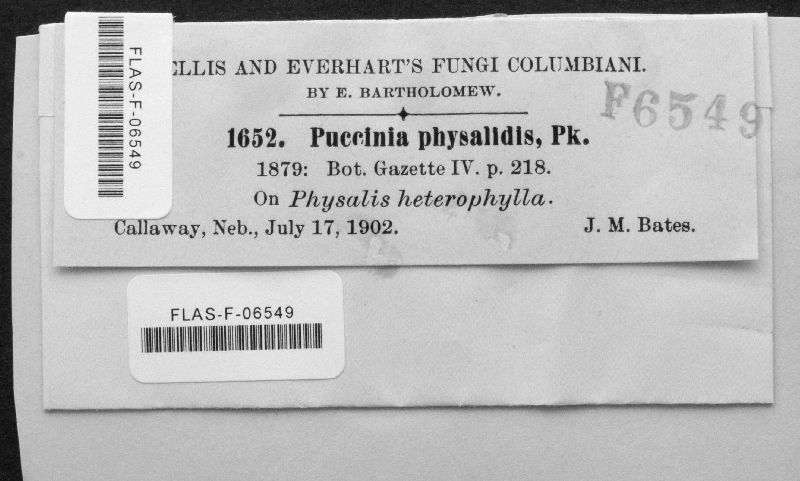 ELLIS AND EVERHART'S FUNGI COLUMBIANI.
BY E. BARTHOLOMEW.
F6549
1652. Puccinia physalidis, Pk.
1879: Bot. Gazette IV. p. 218.
On Physalis heterophylla.
Callaway, Neb., July 17, 1902. J. M. Bates.
FLAS-F-06549
FLAS-F-06549